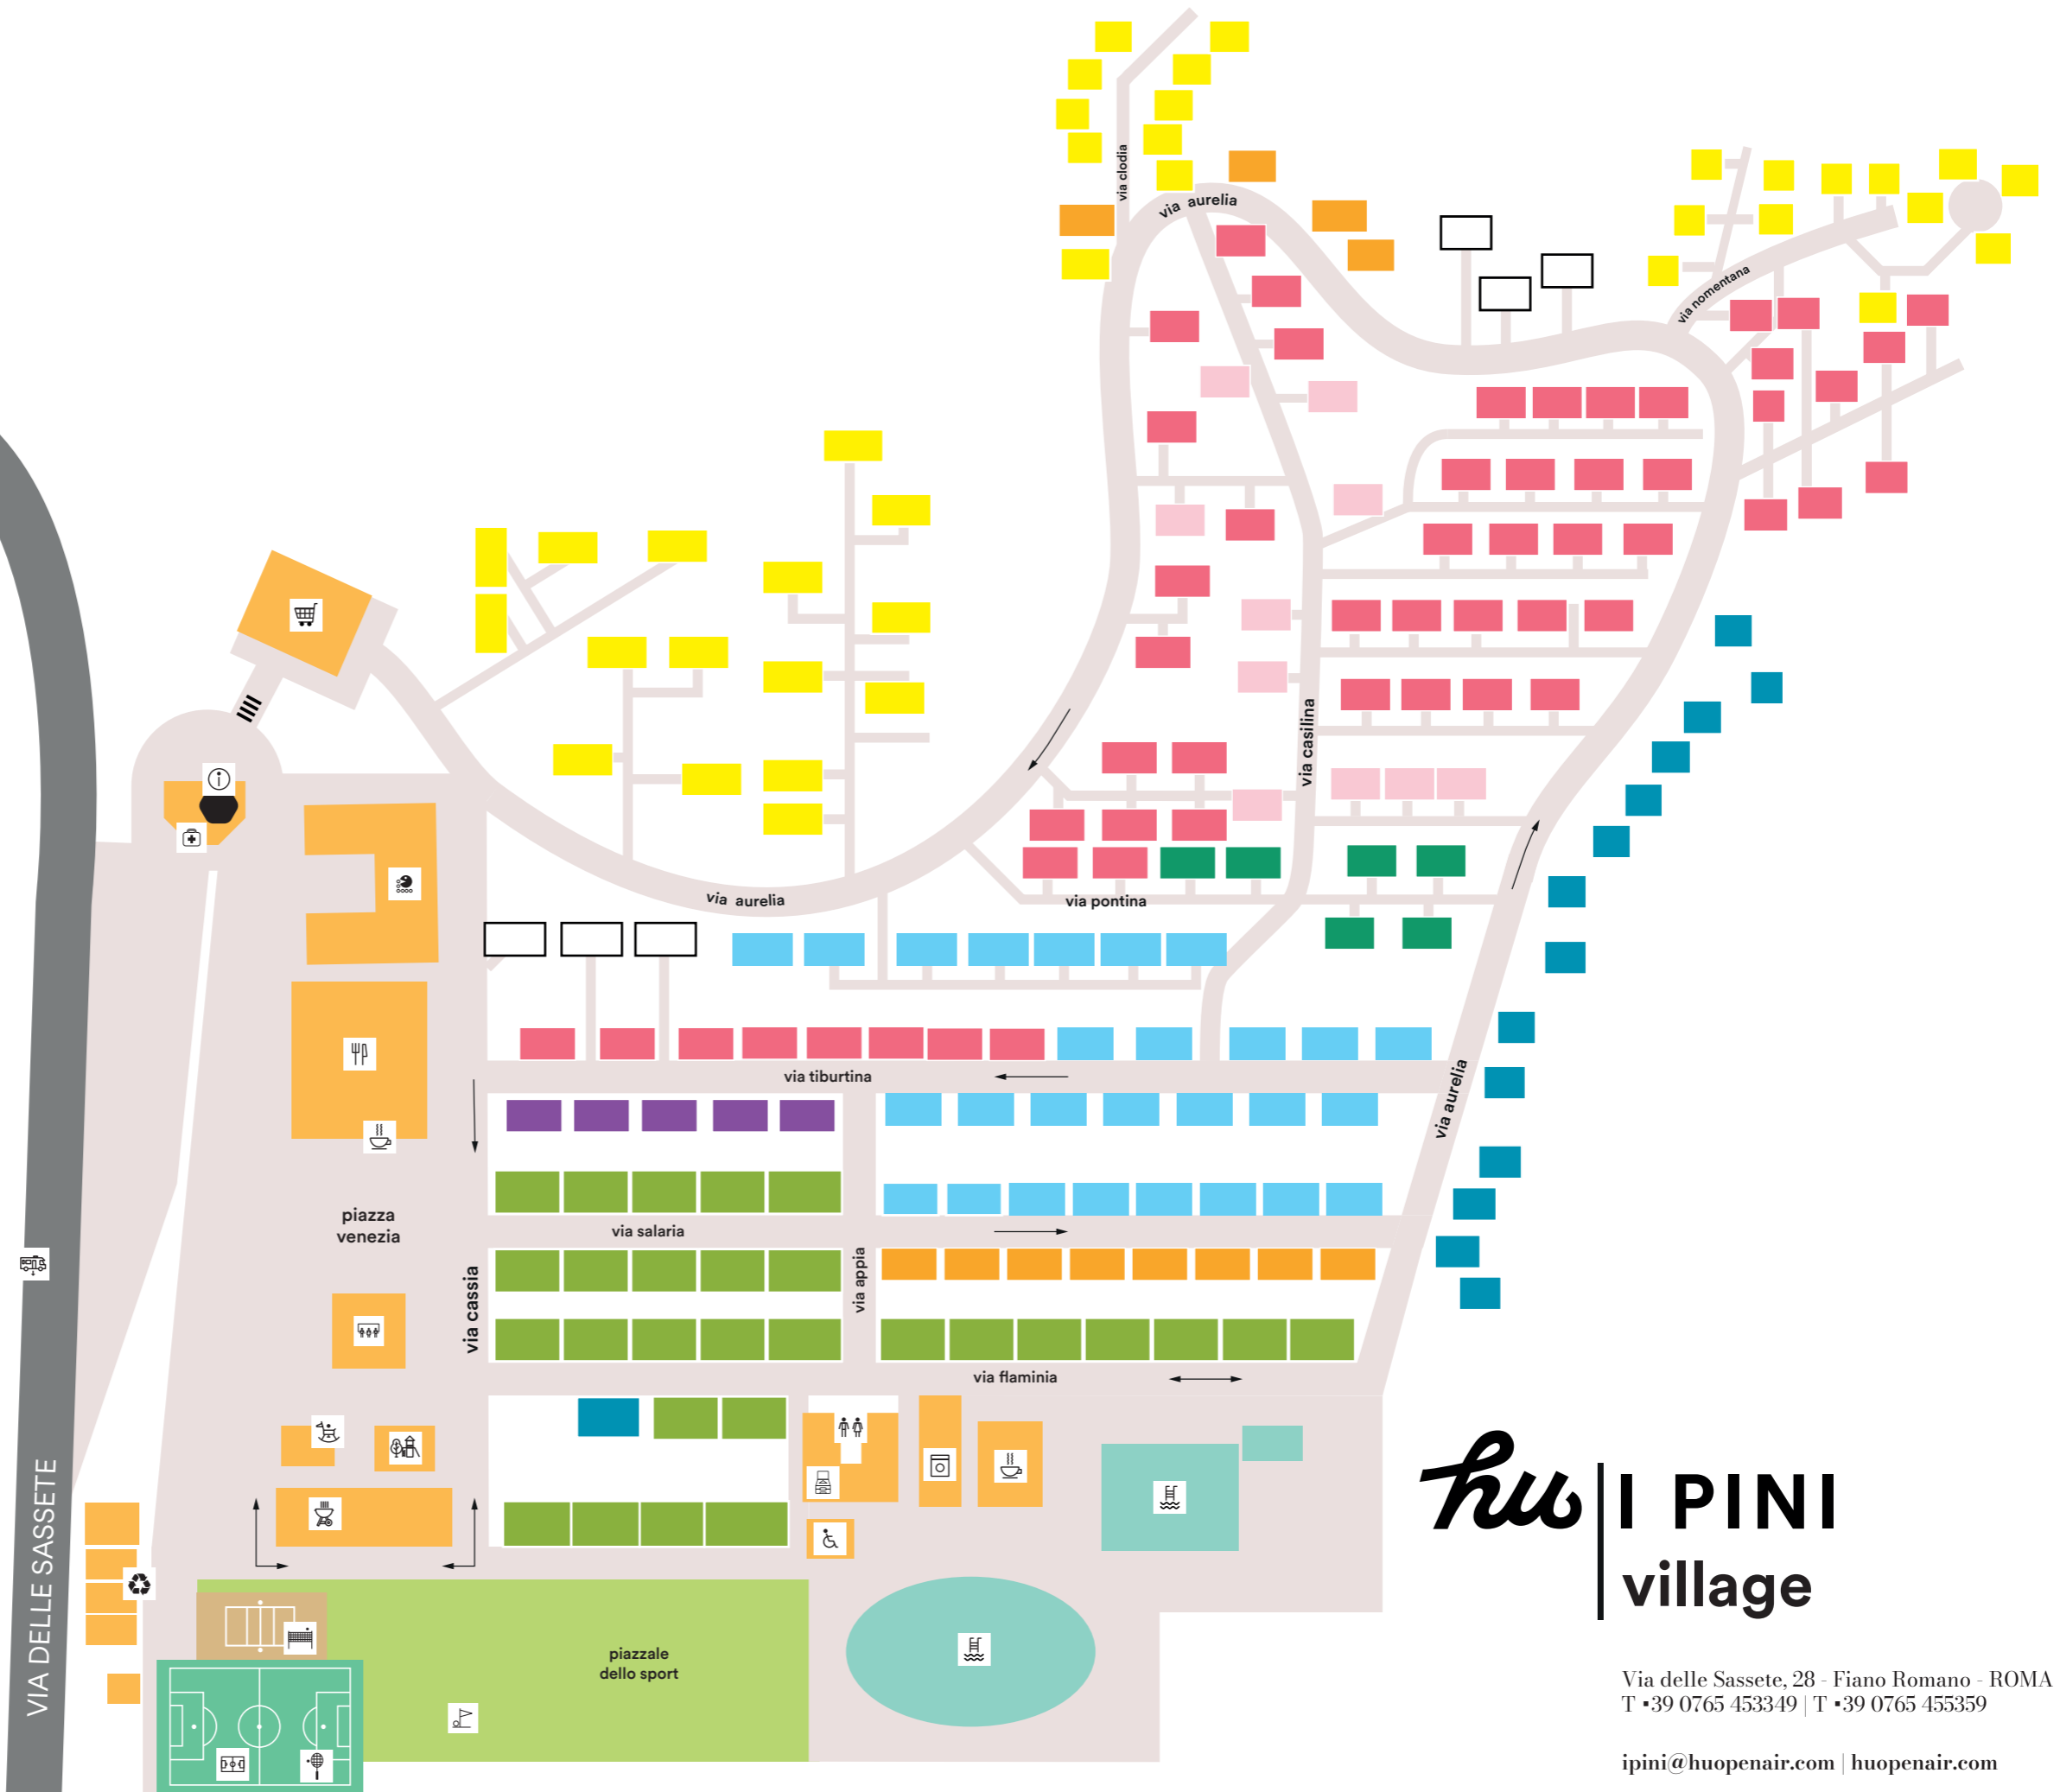 via clodia
via aurelia
via nomentana
via casilina
via aurelia
via pontina
via tiburtina
via aurelia
piazza
venezia
via salaria
via cassia
via appia
via flaminia
VIA DELLE SASSETE
piazzale
dello sport
hu I PINI
village
Via delle Sassete, 28 - Fiano Romano - ROMA
T +39 0765 453349 | T +39 0765 455359
ipini@huopenair.com | huopenair.com